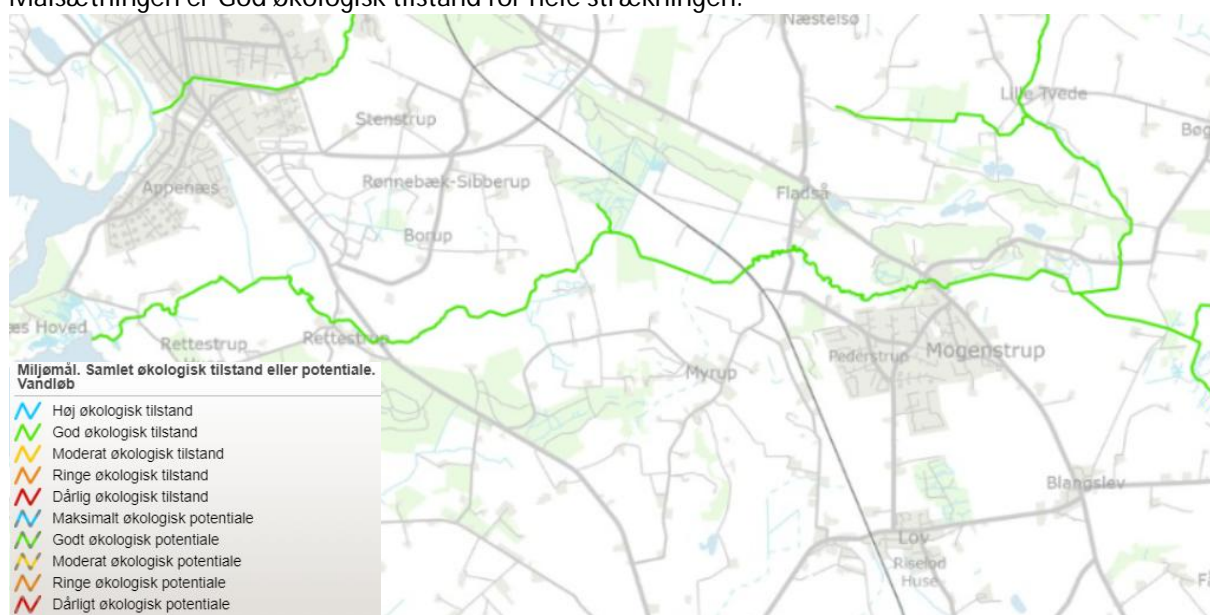 Målsætningen er God økologisk tilstand for hele strækningen.
Næstelsø
Lille Tvede
Stenstrup
Appenæs
Rønnebæk-Sibberup
Fladså
Borup
Rettestrup
Rettestrup
Pederstrup
Mogenstrup
Myrup
Blangslev
Lov
Riselød
Huse
Miljømål. Samlet økologisk tilstand eller potentiale.
Vandløb
Høj økologisk tilstand
God økologisk tilstand
Moderat økologisk tilstand
Ringe økologisk tilstand
Dårlig økologisk tilstand
Maksimalt økologisk potentiale
Godt økologisk potentiale
Moderat økologisk potentiale
Ringe økologisk potentiale
Dårligt økologisk potentiale